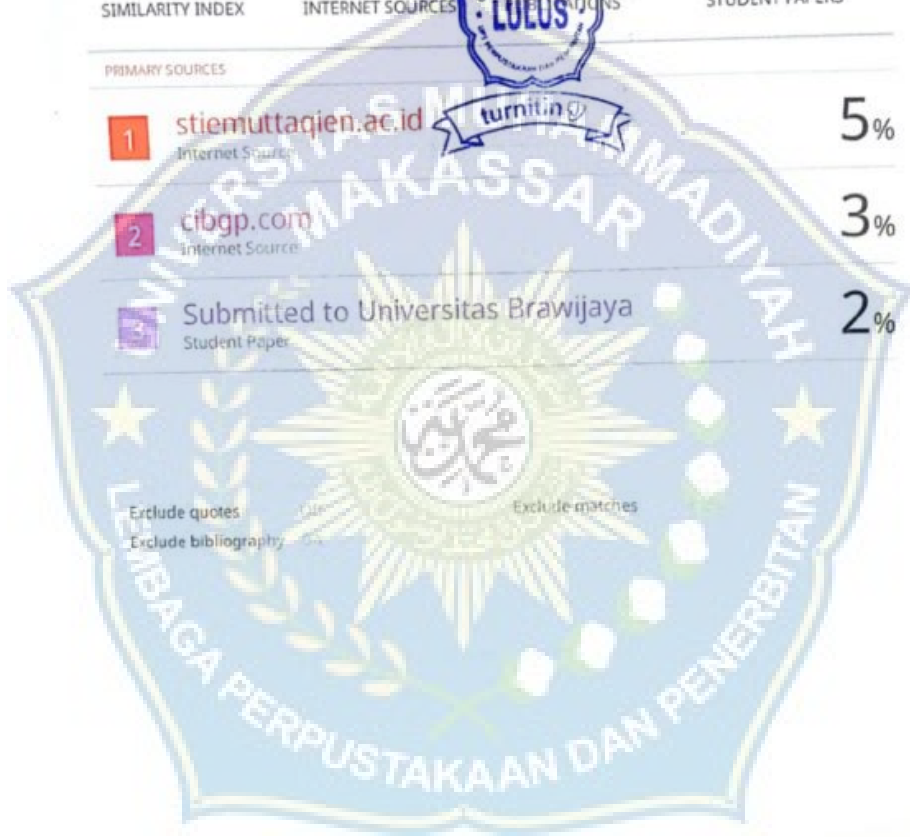 SIMILARITY INDEX INTERNET SOURCES PUBLICATIONS STUDENT PAPERS
LULUS
turnitin
PRIMARY SOURCES
1 stiemuttaqien.ac.id 5%
Internet Source
2 cibgp.com 3%
Internet Source
3 Submitted to Universitas Brawijaya 2%
Student Paper
Exclude quotes Exclude matches
Exclude bibliography
UNIVERSITAS MUHAMMADIYAH
MAKASSAR
محمدية
LEMBAGA PERPUSTAKAAN DAN PENERBITAN